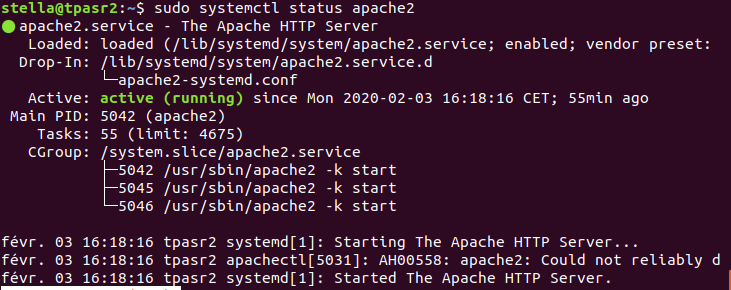 stella@tpasr2:~$ sudo systemctl status apache2
● apache2.service - The Apache HTTP Server
   Loaded: loaded (/lib/systemd/system/apache2.service; enabled; vendor preset:
  Drop-In: /lib/systemd/system/apache2.service.d
           └─apache2-systemd.conf
   Active: active (running) since Mon 2020-02-03 16:18:16 CET; 55min ago
 Main PID: 5042 (apache2)
    Tasks: 55 (limit: 4675)
   CGroup: /system.slice/apache2.service
           ├─5042 /usr/sbin/apache2 -k start
           ├─5045 /usr/sbin/apache2 -k start
           └─5046 /usr/sbin/apache2 -k start
févr. 03 16:18:16 tpasr2 systemd[1]: Starting The Apache HTTP Server...
févr. 03 16:18:16 tpasr2 apachectl[5031]: AH00558: apache2: Could not reliably d
févr. 03 16:18:16 tpasr2 systemd[1]: Started The Apache HTTP Server.